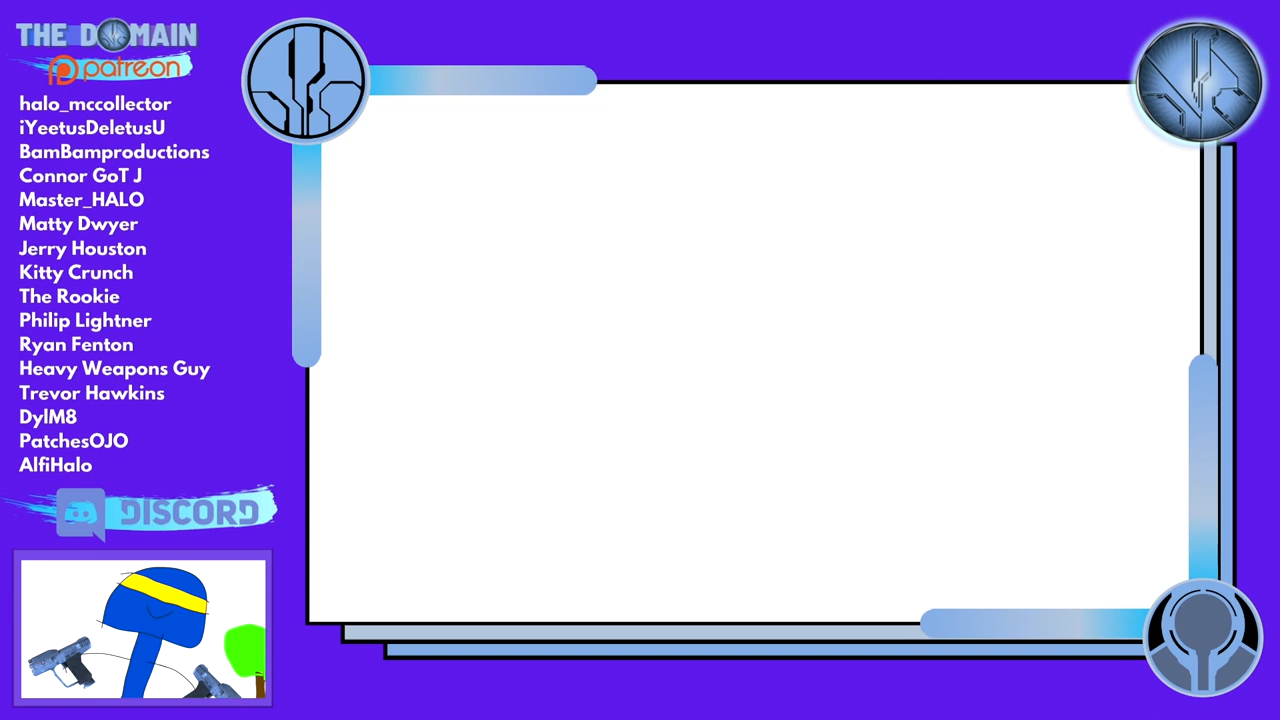 THE DOMAIN
patreon
halo_mccollector
iYeetusDeletusU
BamBamproductions
Connor GoT J
Master_HALO
Matty Dwyer
Jerry Houston
Kitty Crunch
The Rookie
Philip Lightner
Ryan Fenton
Heavy Weapons Guy
Trevor Hawkins
DylM8
PatchesOJO
AlfiHalo
DISCORD